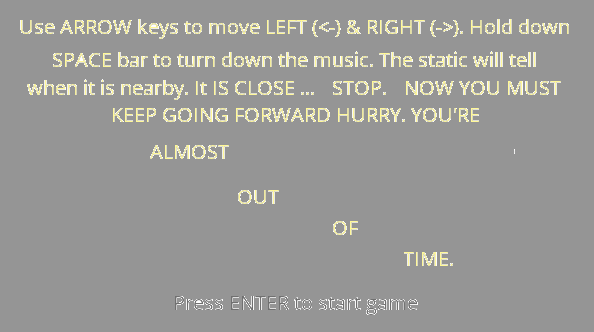 Use ARROW keys to move LEFT (<-) & RIGHT (->). Hold down
SPACE bar to turn down the music. The static will tell
when it is nearby. It IS CLOSE ... STOP. NOW YOU MUST
KEEP GOING FORWARD HURRY. YOU'RE
ALMOST
OUT
OF
TIME.
Press ENTER to start game